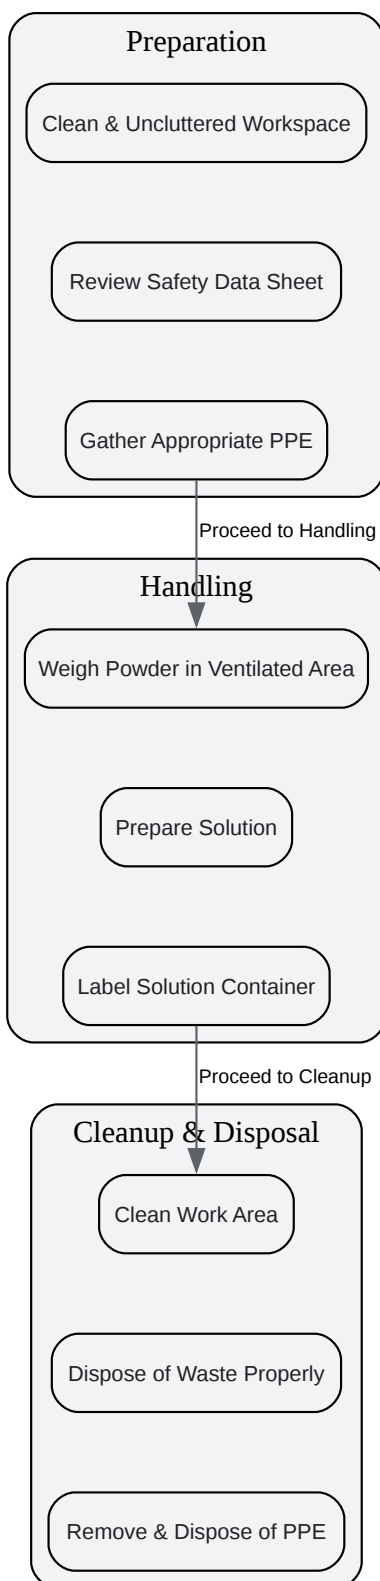 Preparation
Clean & Uncluttered Workspace
Review Safety Data Sheet
Gather Appropriate PPE
Proceed to Handling
Handling
Weigh Powder in Ventilated Area
Prepare Solution
Label Solution Container
Proceed to Cleanup
Cleanup & Disposal
Clean Work Area
Dispose of Waste Properly
Remove & Dispose of PPE